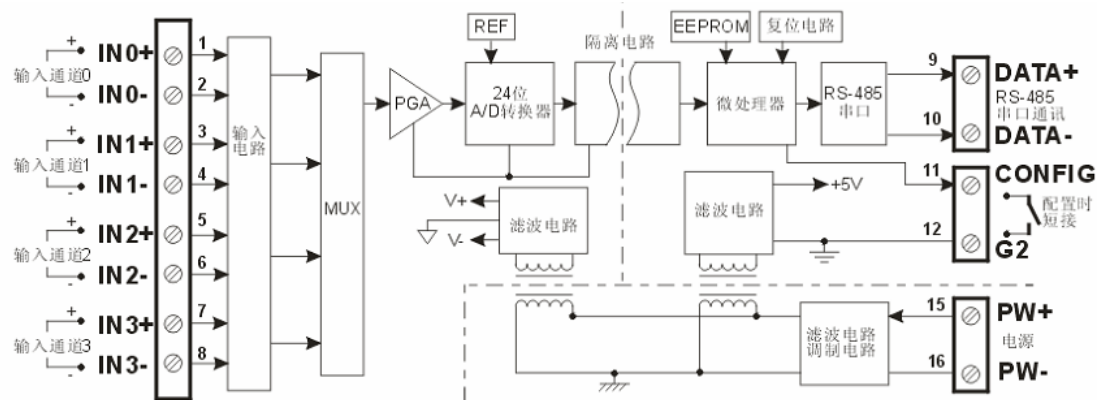 REF
隔离电路
EEPROM
复位电路
输入通道0
+
-
IN0+
IN0-
1
2
输入通道1
+
-
IN1+
IN1-
3
4
输入通道2
+
-
IN2+
IN2-
5
6
输入通道3
+
-
IN3+
IN3-
7
8
输入
电路
MUX
PGA
24位
A/D转换器
微处理器
RS-485
串口
9
10
DATA+
RS-485
串口通讯
DATA-
V+
V-
滤波电路
滤波电路
+5V
11
12
CONFIG
配置时
短接
G2
滤波电路
调制电路
15
16
PW+
电源
PW-